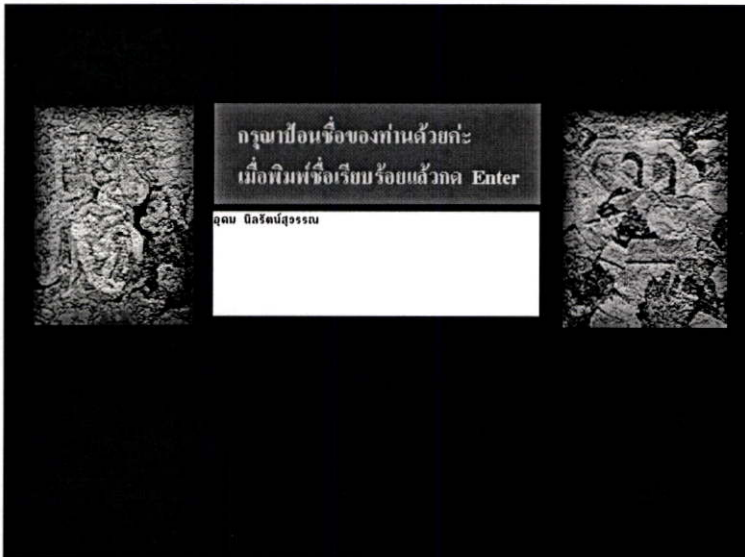 กรุณาป้อนชื่อของท่านด้วยค่ะ
เมื่อพิมพ์ชื่อเรียบร้อยแล้วกด Enter
อุดม นิลรัตน์สุวรรณ